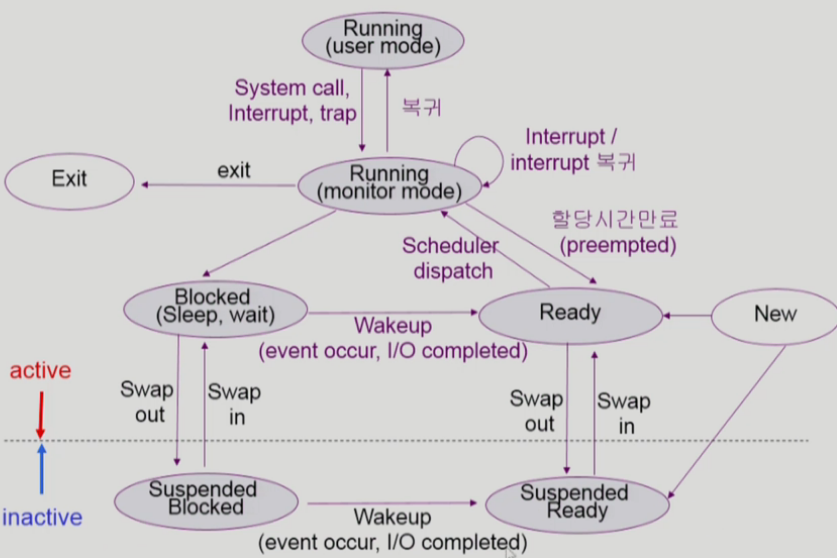 Running
(user mode)
System call,
Interrupt, trap
복귀
Interrupt /
interrupt 복귀
Exit
exit
Running
(monitor mode)
할당시간만료
(preempted)
Scheduler
dispatch
Blocked
(Sleep, wait)
Wakeup
(event occur, I/O completed)
Ready
New
active
Swap
out
Swap
in
Swap
out
Swap
in
inactive
Suspended
Blocked
Wakeup
(event occur, I/O completed)
Suspended
Ready